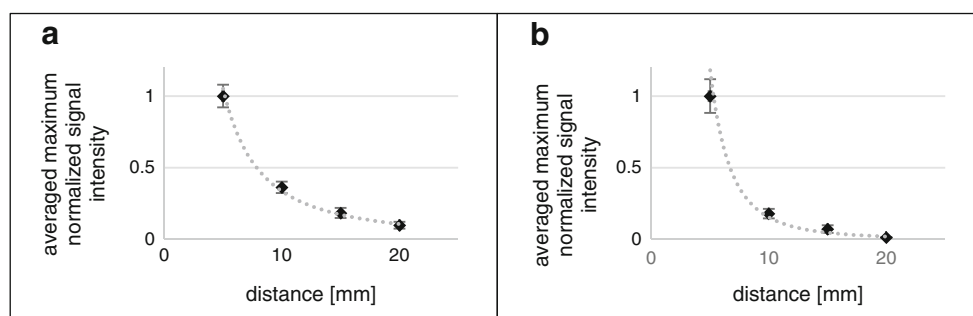 a
averaged maximum
normalized signal
intensity
1
0.5
0
0
10
20
distance [mm]
b
averaged maximum
normalized signal
intensity
1
0.5
0
0
10
20
distance [mm]